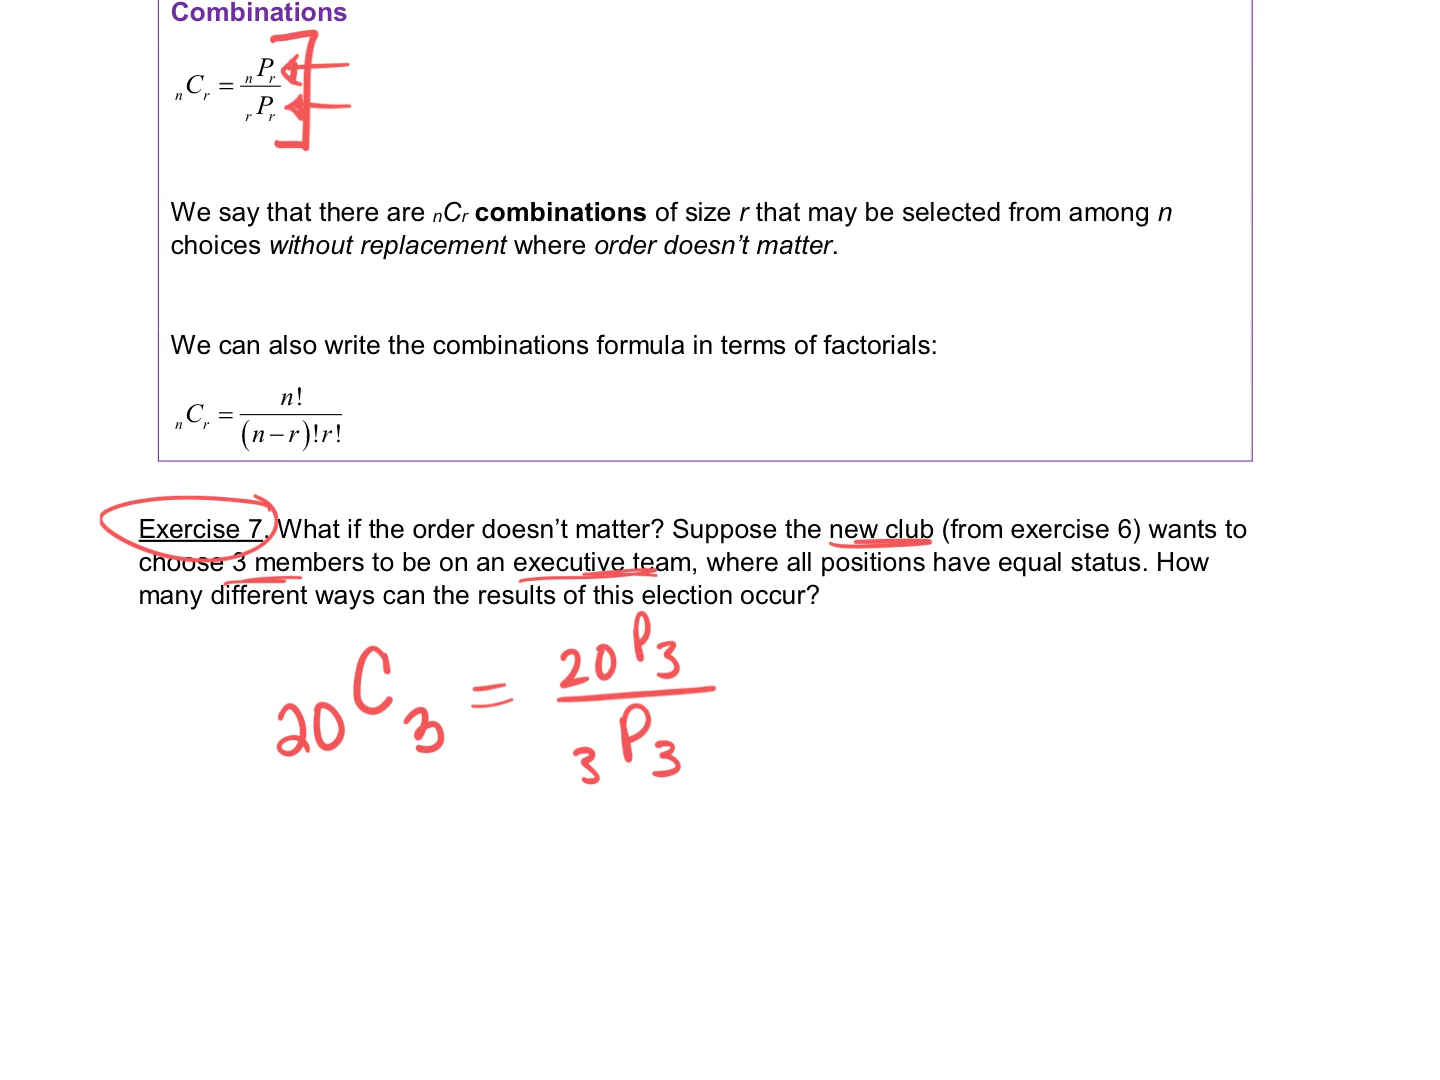 Combinations
nCr = nPr / rPr
We say that there are nCr combinations of size r that may be selected from among n
choices without replacement where order doesn't matter.
We can also write the combinations formula in terms of factorials:
nCr = n! / (n − r)!r!
Exercise 7. What if the order doesn't matter? Suppose the new club (from exercise 6) wants to
choose 3 members to be on an executive team, where all positions have equal status. How
many different ways can the results of this election occur?
20C3 = 20P3 / 3P3